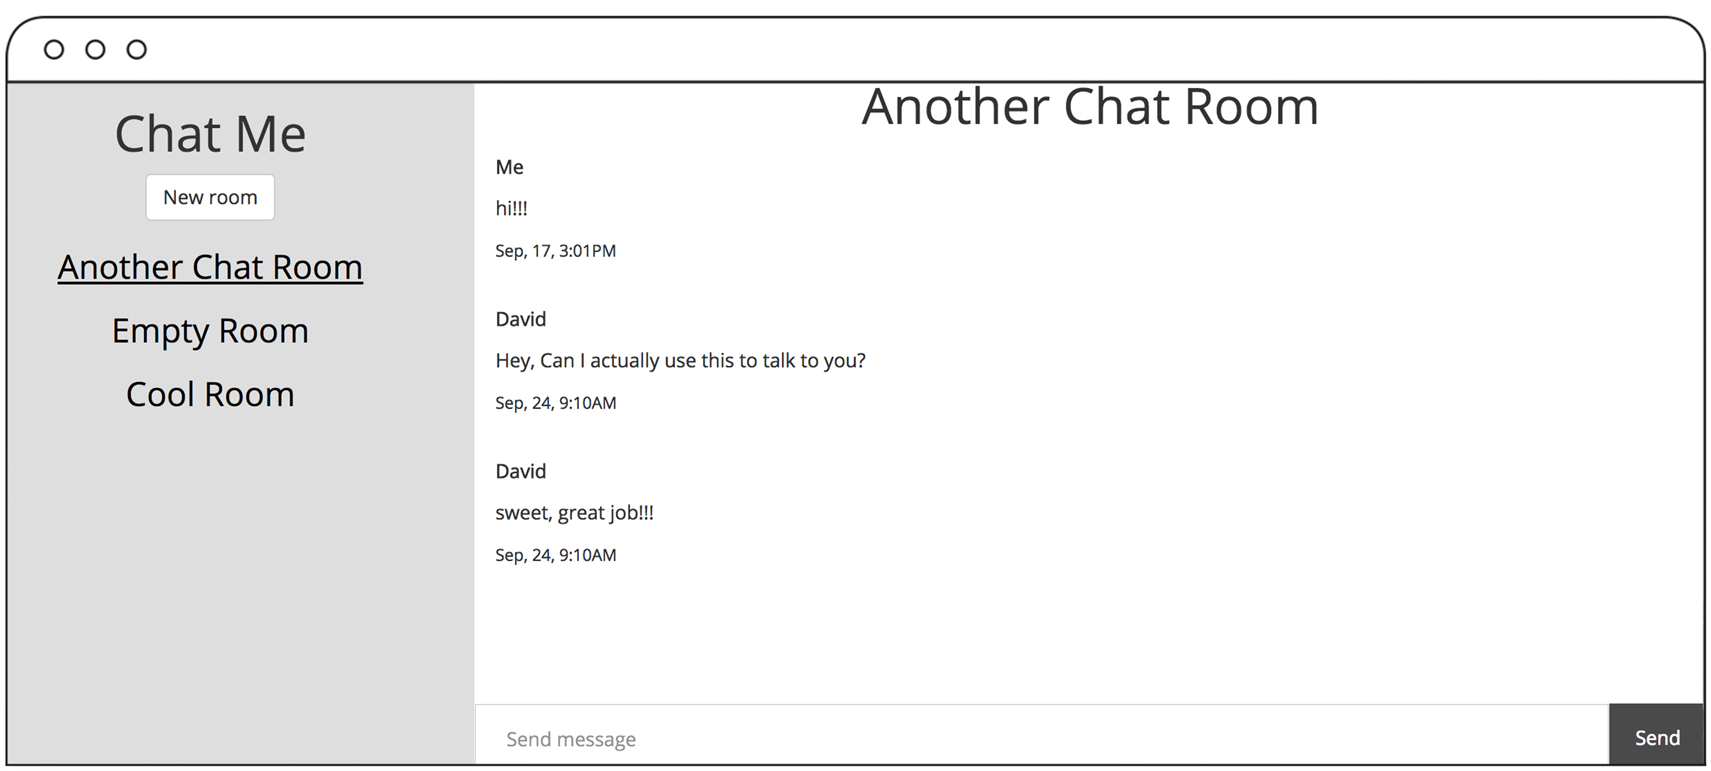 Chat Me
New room
Another Chat Room
Empty Room
Cool Room
Another Chat Room
Me
hi!!!
Sep, 17, 3:01PM
David
Hey, Can I actually use this to talk to you?
Sep, 24, 9:10AM
David
sweet, great job!!!
Sep, 24, 9:10AM
Send message
Send